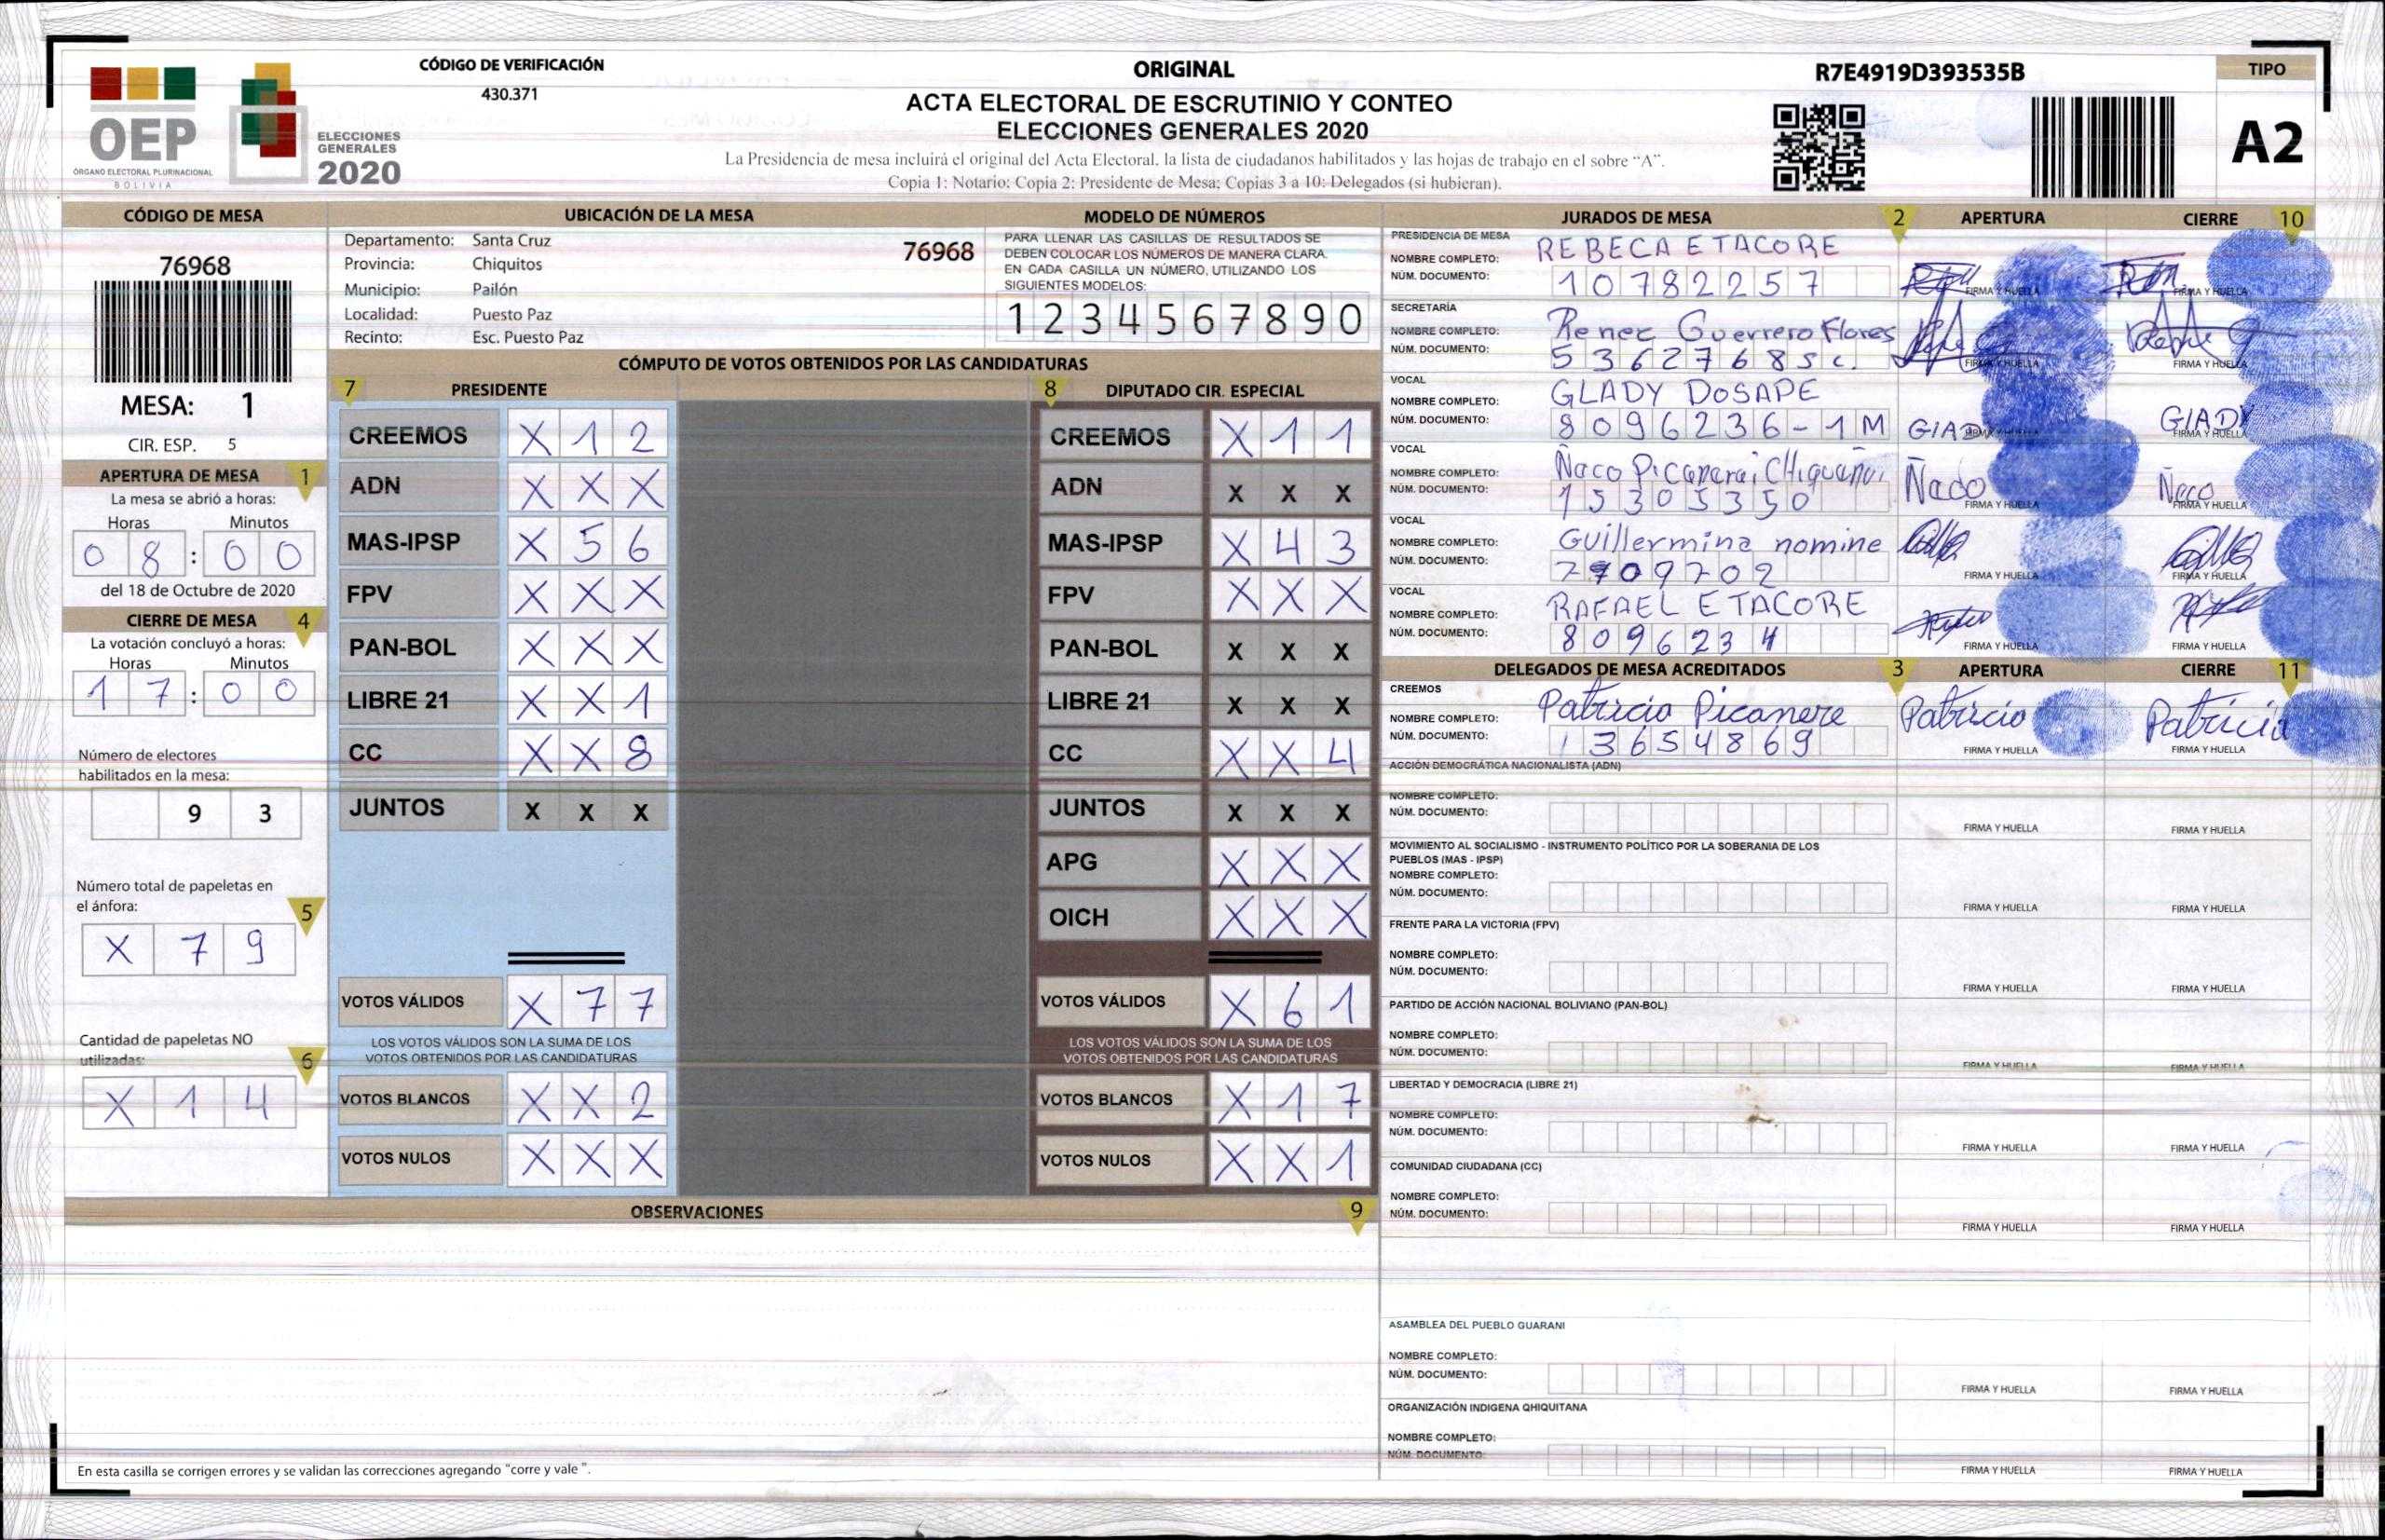 CÓDIGO DE VERIFICACIÓN
430.371
OEP
ÓRGANO ELECTORAL PLURINACIONAL
BOLIVIA
ELECCIONES
GENERALES
2020
ORIGINAL
ACTA ELECTORAL DE ESCRUTINIO Y CONTEO
ELECCIONES GENERALES 2020
La Presidencia de mesa incluirá el original del Acta Electoral, la lista de ciudadanos habilitados y las hojas de trabajo en el sobre “A”.
Copia 1: Notario; Copia 2: Presidente de Mesa; Copias 3 a 10: Delegados (si hubieran).
R7E4919D393535B
TIPO
A2
CÓDIGO DE MESA
76968
MESA: 1
CIR. ESP. 5
APERTURA DE MESA 1
La mesa se abrió a horas:
Horas Minutos
0 8 : 0 0
del 18 de Octubre de 2020
CIERRE DE MESA 4
La votación concluyó a horas:
Horas Minutos
1 7 : 0 0
Número de electores
habilitados en la mesa:
9 3
Número total de papeletas en
el ánfora: 5
X 7 9
Cantidad de papeletas NO
utilizadas: 6
X 1 4
UBICACIÓN DE LA MESA
Departamento: Santa Cruz 76968
Provincia: Chiquitos
Municipio: Pailón
Localidad: Puesto Paz
Recinto: Esc. Puesto Paz
MODELO DE NÚMEROS
PARA LLENAR LAS CASILLAS DE RESULTADOS SE
DEBEN COLOCAR LOS NÚMEROS DE MANERA CLARA.
EN CADA CASILLA UN NÚMERO, UTILIZANDO LOS
SIGUIENTES MODELOS:
1 2 3 4 5 6 7 8 9 0
CÓMPUTO DE VOTOS OBTENIDOS POR LAS CANDIDATURAS
7 PRESIDENTE
CREEMOS X 1 2
ADN X X X
MAS-IPSP X 5 6
FPV X X X
PAN-BOL X X X
LIBRE 21 X X 1
CC X X 8
JUNTOS X X X
VOTOS VÁLIDOS X 7 7
LOS VOTOS VÁLIDOS SON LA SUMA DE LOS
VOTOS OBTENIDOS POR LAS CANDIDATURAS
VOTOS BLANCOS X X 2
VOTOS NULOS X X X
8 DIPUTADO CIR. ESPECIAL
CREEMOS X 1 1
ADN X X X
MAS-IPSP X 4 3
FPV X X X
PAN-BOL X X X
LIBRE 21 X X X
CC X X 4
JUNTOS X X X
APG X X X
OICH X X X
VOTOS VÁLIDOS X 6 1
LOS VOTOS VÁLIDOS SON LA SUMA DE LOS
VOTOS OBTENIDOS POR LAS CANDIDATURAS
VOTOS BLANCOS X 1 7
VOTOS NULOS X X 1
OBSERVACIONES 9
En esta casilla se corrigen errores y se validan las correcciones agregando "corre y vale ".
JURADOS DE MESA 2 APERTURA CIERRE 10
PRESIDENCIA DE MESA
NOMBRE COMPLETO: REBECA ETACORE
NÚM. DOCUMENTO: 10782257
FIRMA Y HUELLA FIRMA Y HUELLA
SECRETARÍA
NOMBRE COMPLETO: Renee Guerrero Flores
NÚM. DOCUMENTO: 5362768 Sc.
FIRMA Y HUELLA FIRMA Y HUELLA
VOCAL
NOMBRE COMPLETO: GLADY DOSAPE
NÚM. DOCUMENTO: 8096236-1M GIAD GIADY
FIRMA Y HUELLA FIRMA Y HUELLA
VOCAL
NOMBRE COMPLETO: Ñaco Picanerai Chiqueñoi
NÚM. DOCUMENTO: 15305350 Ñaco Ñaco
FIRMA Y HUELLA FIRMA Y HUELLA
VOCAL
NOMBRE COMPLETO: Guillermina nomine
NÚM. DOCUMENTO: 7709702
FIRMA Y HUELLA FIRMA Y HUELLA
VOCAL
NOMBRE COMPLETO: RAFAEL ETACORE
NÚM. DOCUMENTO: 8096234
FIRMA Y HUELLA FIRMA Y HUELLA
DELEGADOS DE MESA ACREDITADOS 3 APERTURA CIERRE 11
CREEMOS
NOMBRE COMPLETO: Patricio Picanere Patricio Patricio
NÚM. DOCUMENTO: 13654869
FIRMA Y HUELLA FIRMA Y HUELLA
ACCIÓN DEMOCRÁTICA NACIONALISTA (ADN)
NOMBRE COMPLETO:
NÚM. DOCUMENTO:
FIRMA Y HUELLA FIRMA Y HUELLA
MOVIMIENTO AL SOCIALISMO - INSTRUMENTO POLÍTICO POR LA SOBERANIA DE LOS
PUEBLOS (MAS - IPSP)
NOMBRE COMPLETO:
NÚM. DOCUMENTO:
FIRMA Y HUELLA FIRMA Y HUELLA
FRENTE PARA LA VICTORIA (FPV)
NOMBRE COMPLETO:
NÚM. DOCUMENTO:
FIRMA Y HUELLA FIRMA Y HUELLA
PARTIDO DE ACCIÓN NACIONAL BOLIVIANO (PAN-BOL)
NOMBRE COMPLETO:
NÚM. DOCUMENTO:
FIRMA Y HUELLA FIRMA Y HUELLA
LIBERTAD Y DEMOCRACIA (LIBRE 21)
NOMBRE COMPLETO:
NÚM. DOCUMENTO:
FIRMA Y HUELLA FIRMA Y HUELLA
COMUNIDAD CIUDADANA (CC)
NOMBRE COMPLETO:
NÚM. DOCUMENTO:
FIRMA Y HUELLA FIRMA Y HUELLA
ASAMBLEA DEL PUEBLO GUARANI
NOMBRE COMPLETO:
NÚM. DOCUMENTO:
FIRMA Y HUELLA FIRMA Y HUELLA
ORGANIZACIÓN INDIGENA QHIQUITANA
NOMBRE COMPLETO:
NÚM. DOCUMENTO:
FIRMA Y HUELLA FIRMA Y HUELLA